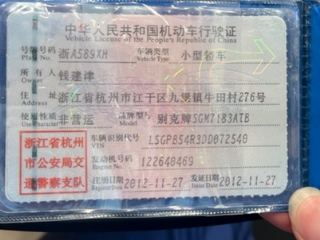 中华人民共和国机动车行驶证
Vehicle License of the People's Republic of China
号牌号码 浙A589XH 车辆类型 小型轿车
Plate No. Vehicle Type
所有人 钱建津
Owner
住址 浙江省杭州市江干区九堡镇牛田村276号
Address
使用性质 非营运 品牌型号 别克牌SGM7183ATB
浙江省杭州
市公安局交
通警察支队
车辆识别代号 LSGPB54R3DD072540
VIN
发动机号码 122640469
Engine No.
注册日期 2012-11-27 发证日期 2012-11-27
Register Date Issue Date